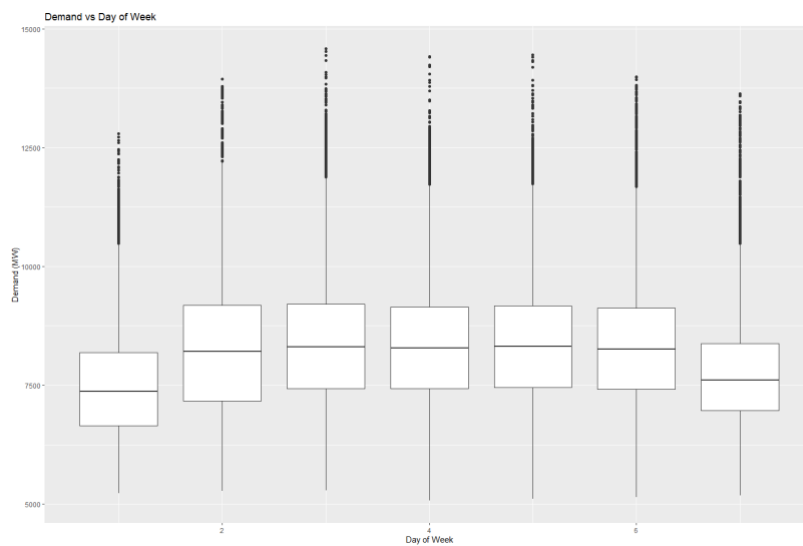 Demand vs Day of Week
15000
12500
10000
7500
5000
Demand (MW)
2 4 6
Day of Week